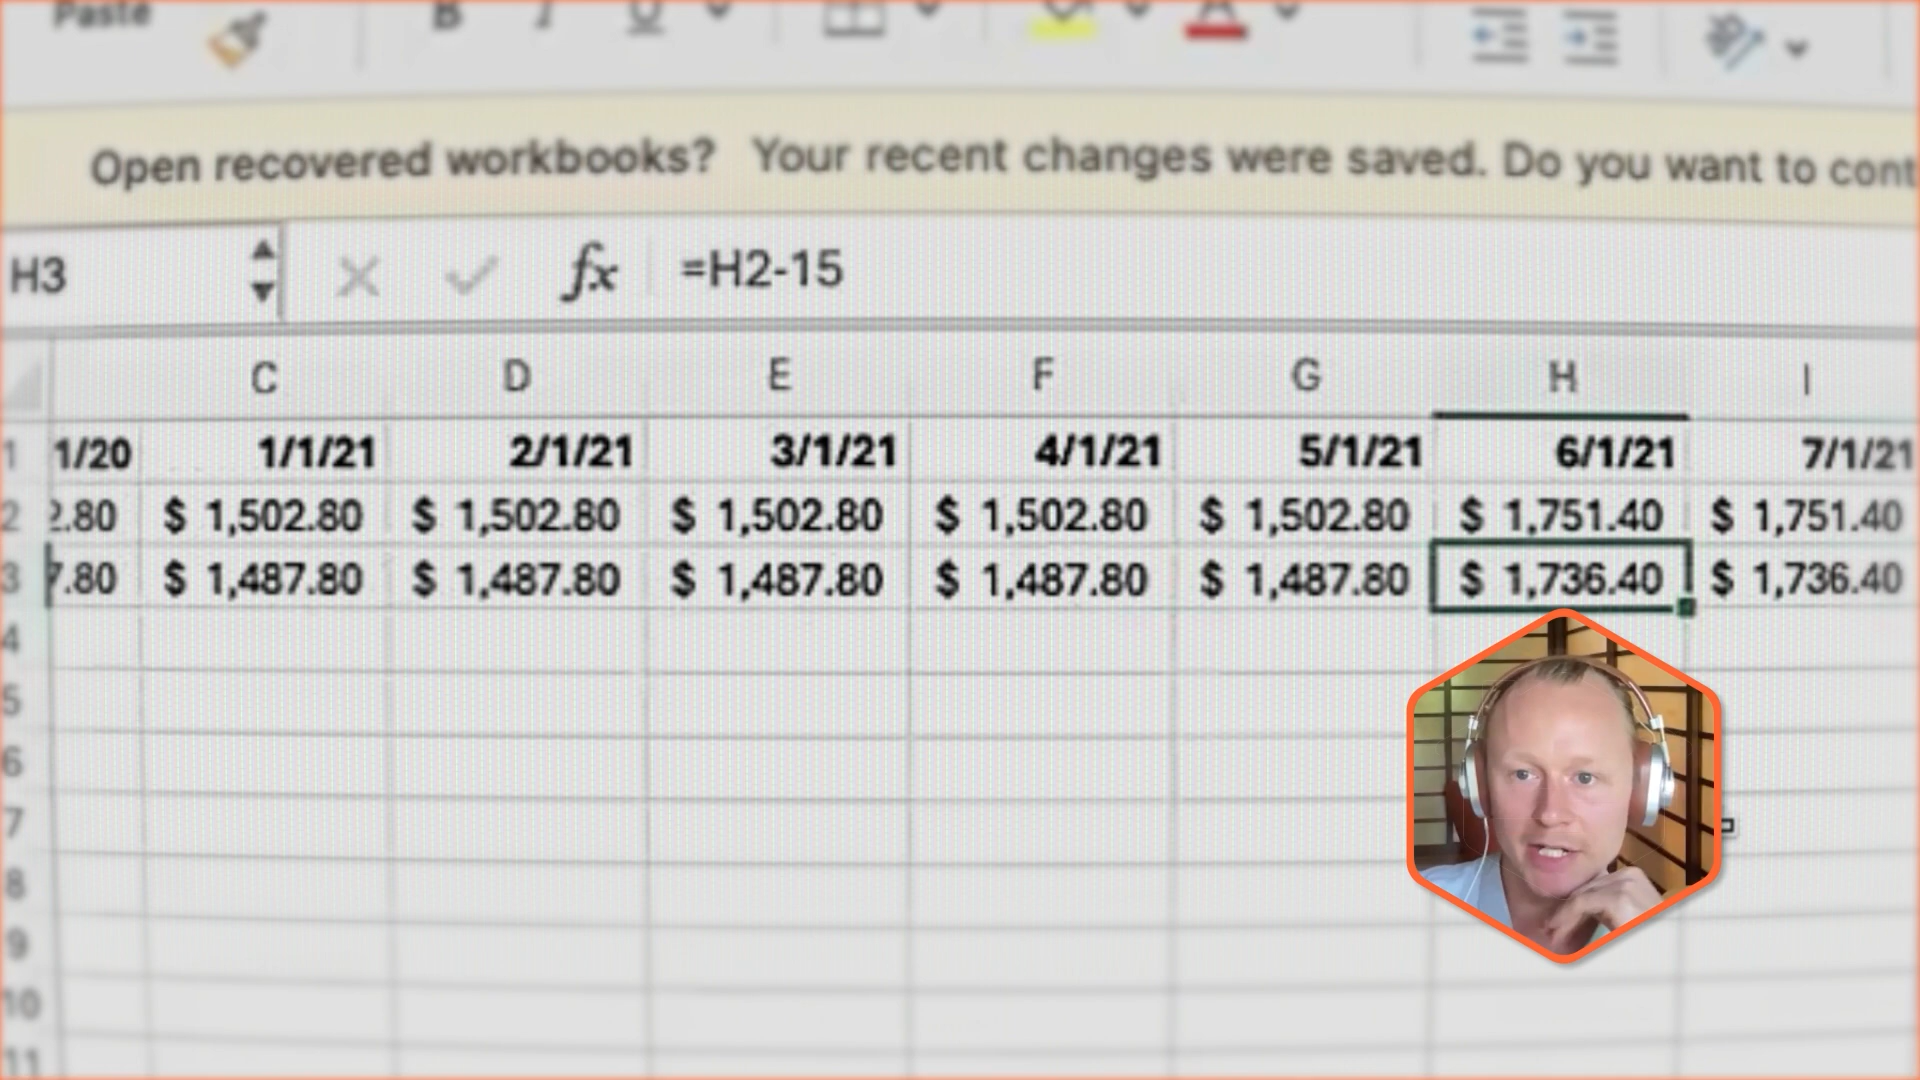 Paste B I U A
Open recovered workbooks? Your recent changes were saved. Do you want to cont
H3 fx =H2-15
C D E F G H I
1 1/20 1/1/21 2/1/21 3/1/21 4/1/21 5/1/21 6/1/21 7/1/21
2 2.80 $ 1,502.80 $ 1,502.80 $ 1,502.80 $ 1,502.80 $ 1,502.80 $ 1,751.40 $ 1,751.40
3 7.80 $ 1,487.80 $ 1,487.80 $ 1,487.80 $ 1,487.80 $ 1,487.80 $ 1,736.40 $ 1,736.40
4
5
6
7
8
9
10
11